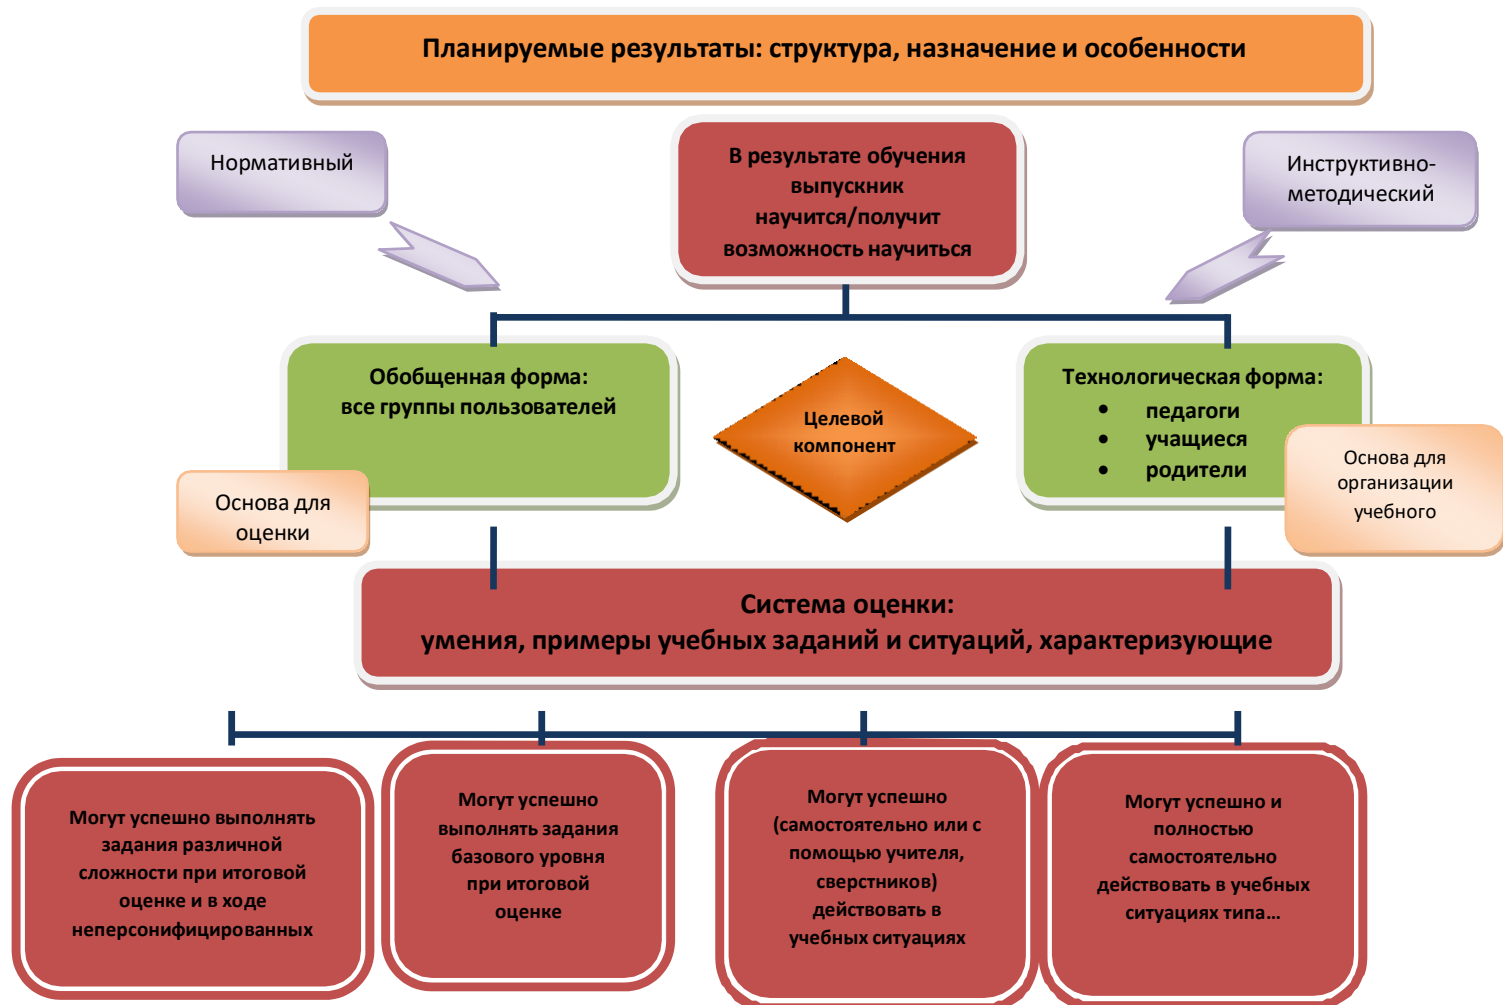 Планируемые результаты: структура, назначение и особенности
Нормативный
В результате обучения
выпускник
научится/получит
возможность научиться
Инструктивно-
методический
Обобщенная форма:
все группы пользователей
Целевой
компонент
Технологическая форма:
• педагоги
• учащиеся
• родители
Основа для
оценки
Основа для
организации
учебного
Система оценки:
умения, примеры учебных заданий и ситуаций, характеризующие
Могут успешно выполнять
задания различной
сложности при итоговой
оценке и в ходе
неперсонифицированных
Могут успешно
выполнять задания
базового уровня
при итоговой
оценке
Могут успешно
(самостоятельно или с
помощью учителя,
сверстников)
действовать в
учебных ситуациях
Могут успешно и
полностью
самостоятельно
действовать в учебных
ситуациях типа…